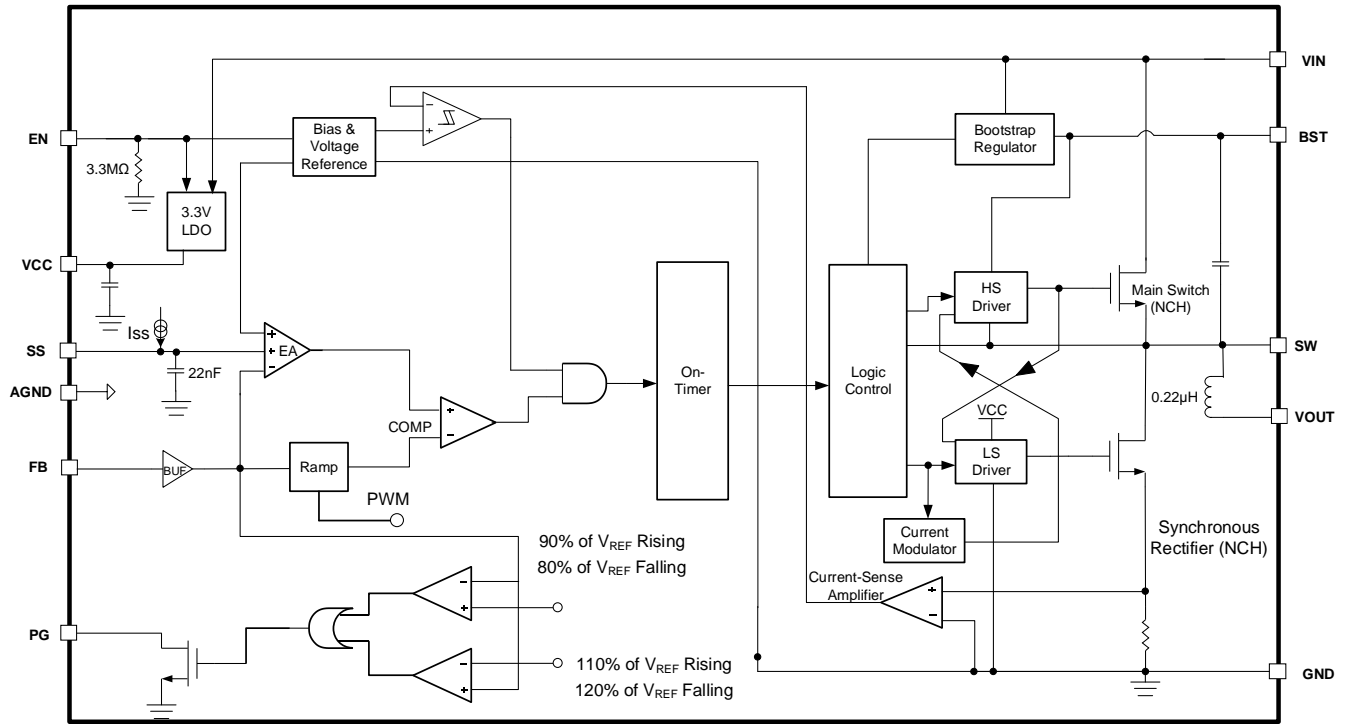 VIN
EN
Bias &
Voltage
Reference
Bootstrap
Regulator
BST
3.3MΩ
3.3V
LDO
VCC
HS
Driver
Main Switch
(NCH)
ISS
SS
EA
22nF
AGND
On-
Timer
Logic
Control
SW
0.22µH
VOUT
COMP
VCC
LS
Driver
FB
BUF
Ramp
PWM
Current
Modulator
Synchronous
Rectifier (NCH)
90% of VREF Rising
80% of VREF Falling
Current-Sense
Amplifier
PG
110% of VREF Rising
120% of VREF Falling
GND